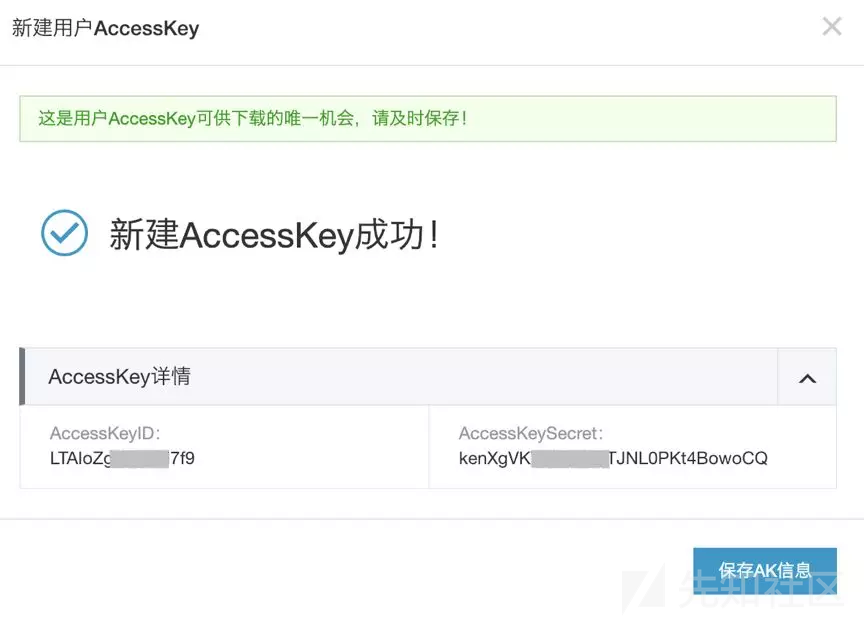 新建用户AccessKey
这是用户AccessKey可供下载的唯一机会，请及时保存！
新建AccessKey成功！
AccessKey详情
AccessKeyID：
LTAIoZg 7f9
AccessKeySecret：
kenXgVK TJNL0PKt4BowoCQ
保存AK信息
先知社区